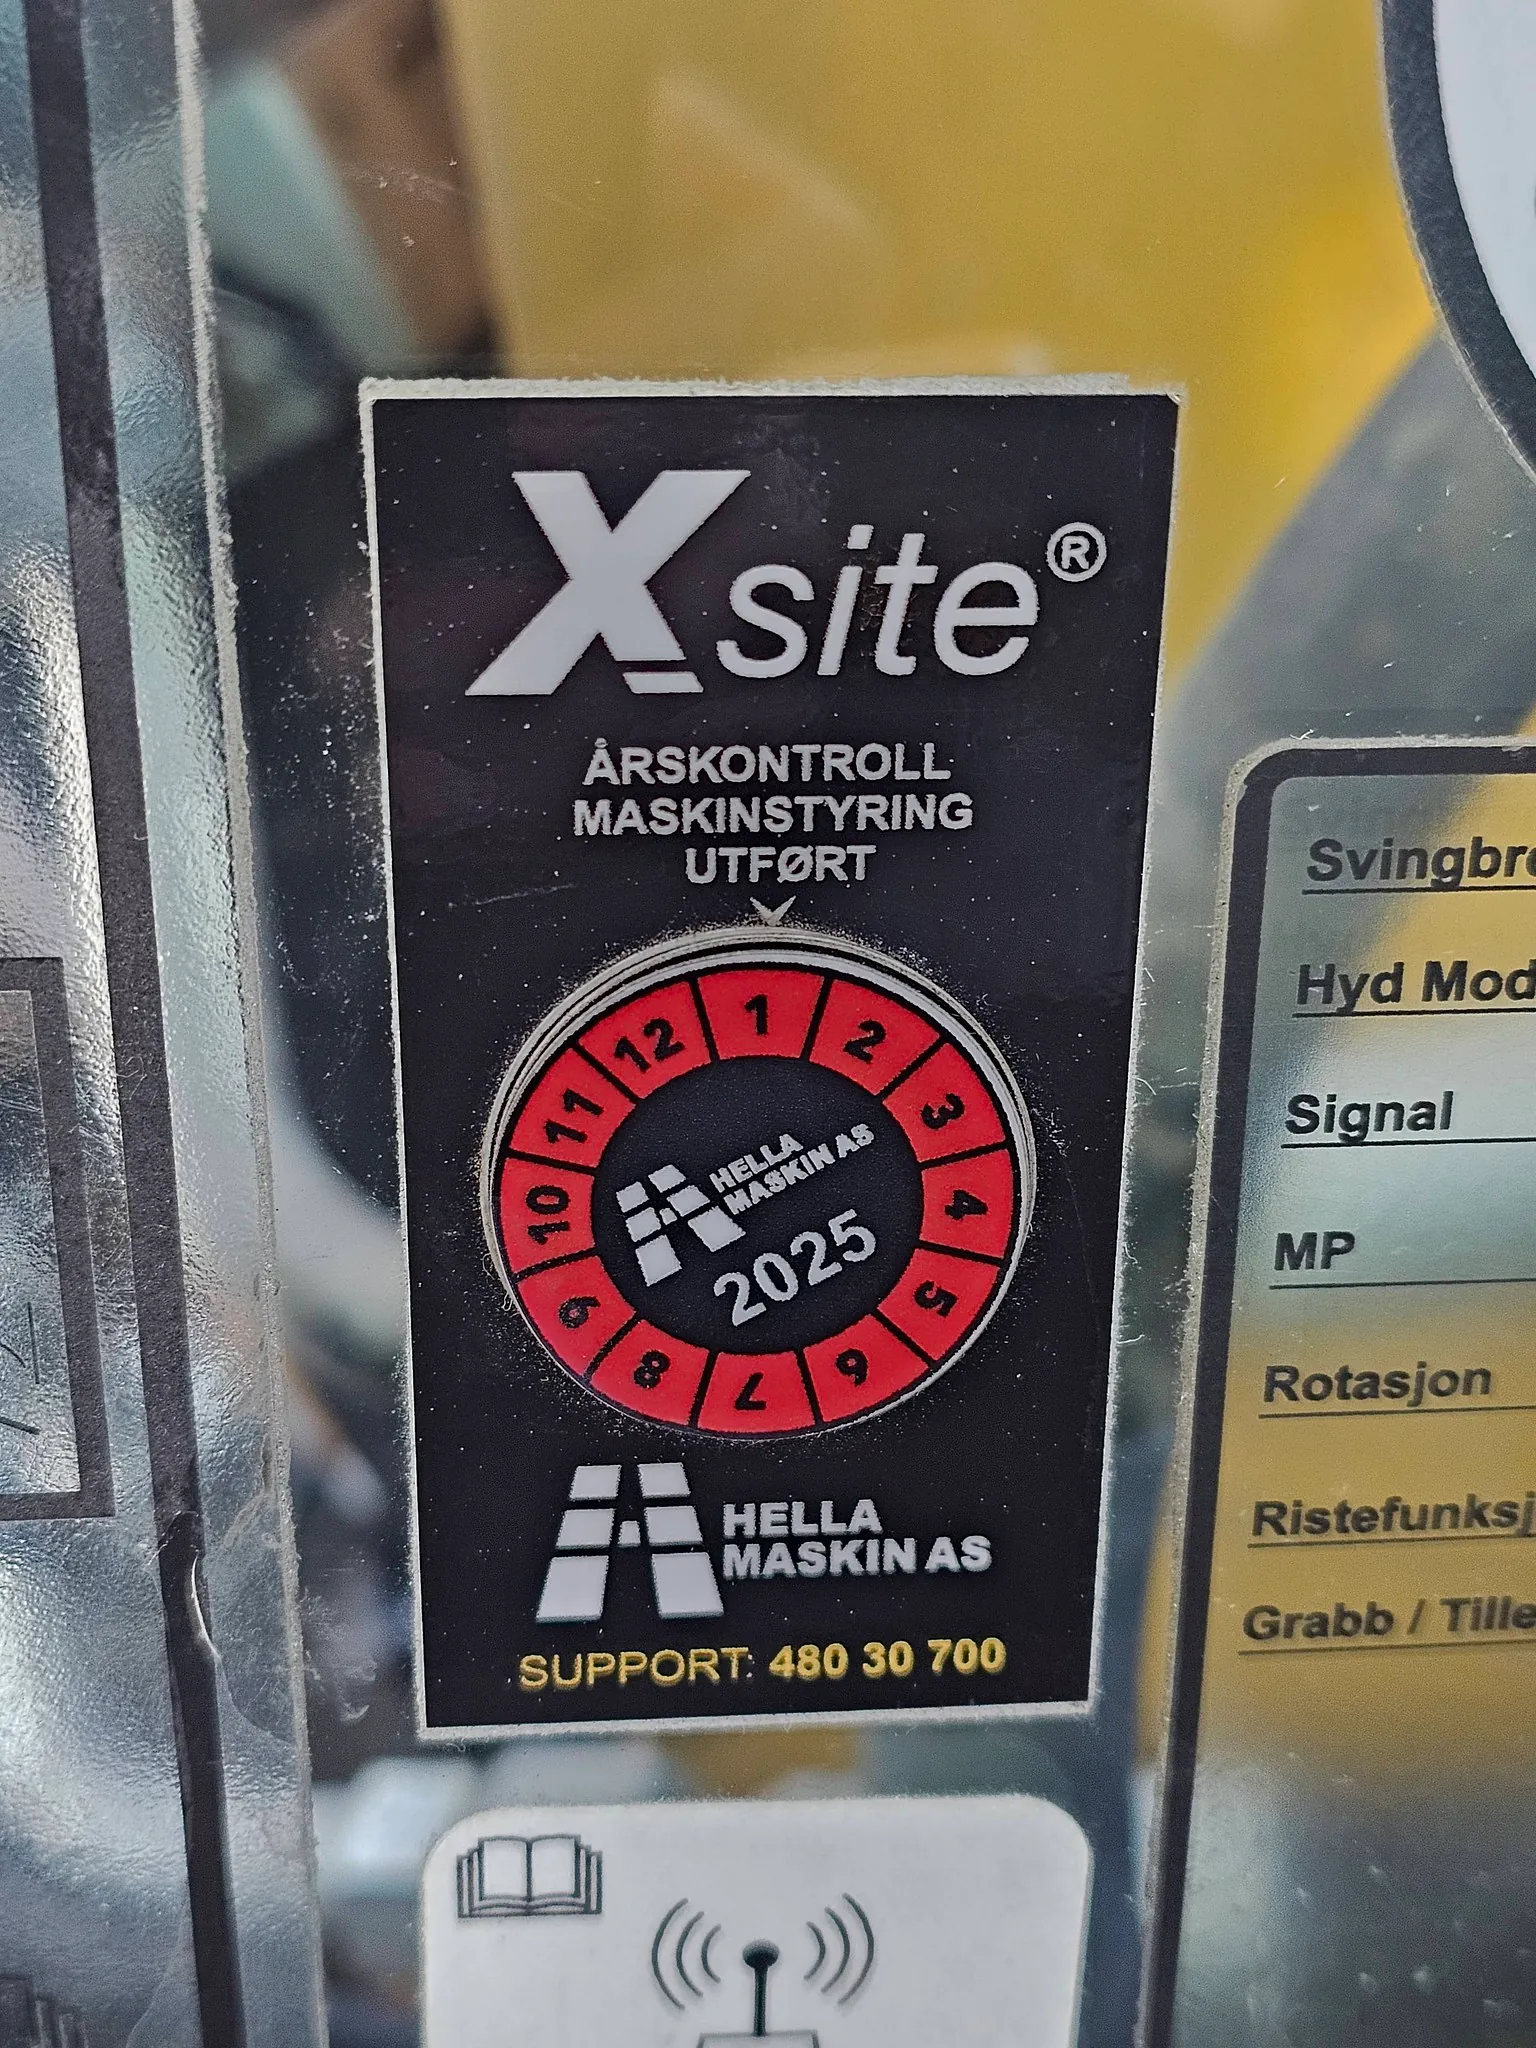 Xsite®
ÅRSKONTROLL
MASKINSTYRING
UTFØRT
1
2
3
4
5
6
7
8
9
10
11
12
HELLA
MASKIN AS
2025
HELLA
MASKIN AS
SUPPORT: 480 30 700
Svingbre
Hyd Mod
Signal
MP
Rotasjon
Ristefunksj
Grabb / Tille